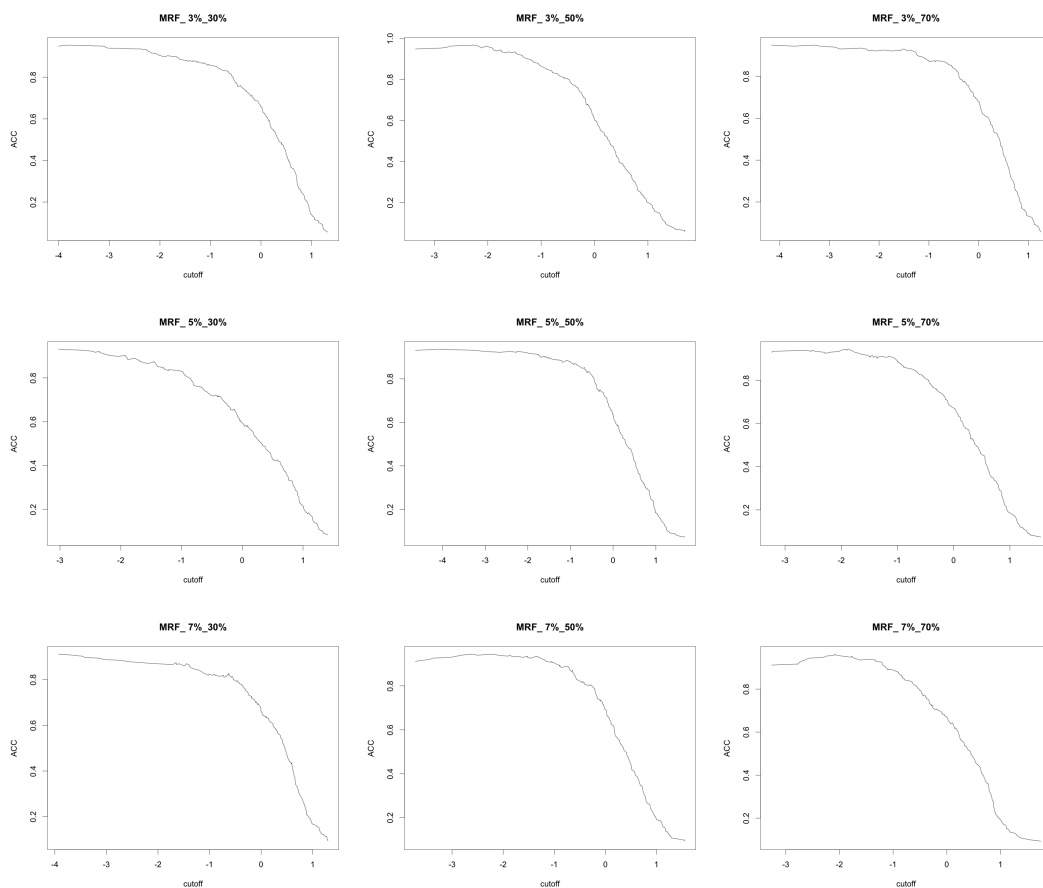 MRF_ 3%_30%
ACC
0.2 0.4 0.6 0.8
-4 -3 -2 -1 0 1
cutoff
MRF_ 3%_50%
ACC
0.2 0.4 0.6 0.8 1.0
-3 -2 -1 0 1
cutoff
MRF_ 3%_70%
ACC
0.2 0.4 0.6 0.8
-4 -3 -2 -1 0 1
cutoff
MRF_ 5%_30%
ACC
0.2 0.4 0.6 0.8
-3 -2 -1 0 1
cutoff
MRF_ 5%_50%
ACC
0.2 0.4 0.6 0.8
-4 -3 -2 -1 0 1
cutoff
MRF_ 5%_70%
ACC
0.2 0.4 0.6 0.8
-3 -2 -1 0 1
cutoff
MRF_ 7%_30%
ACC
0.2 0.4 0.6 0.8
-4 -3 -2 -1 0 1
cutoff
MRF_ 7%_50%
ACC
0.2 0.4 0.6 0.8
-3 -2 -1 0 1
cutoff
MRF_ 7%_70%
ACC
0.2 0.4 0.6 0.8
-3 -2 -1 0 1
cutoff